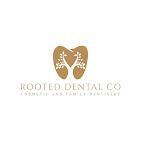 ROOTED DENTAL CO
COSMETIC AND FAMILY DENTISTRY